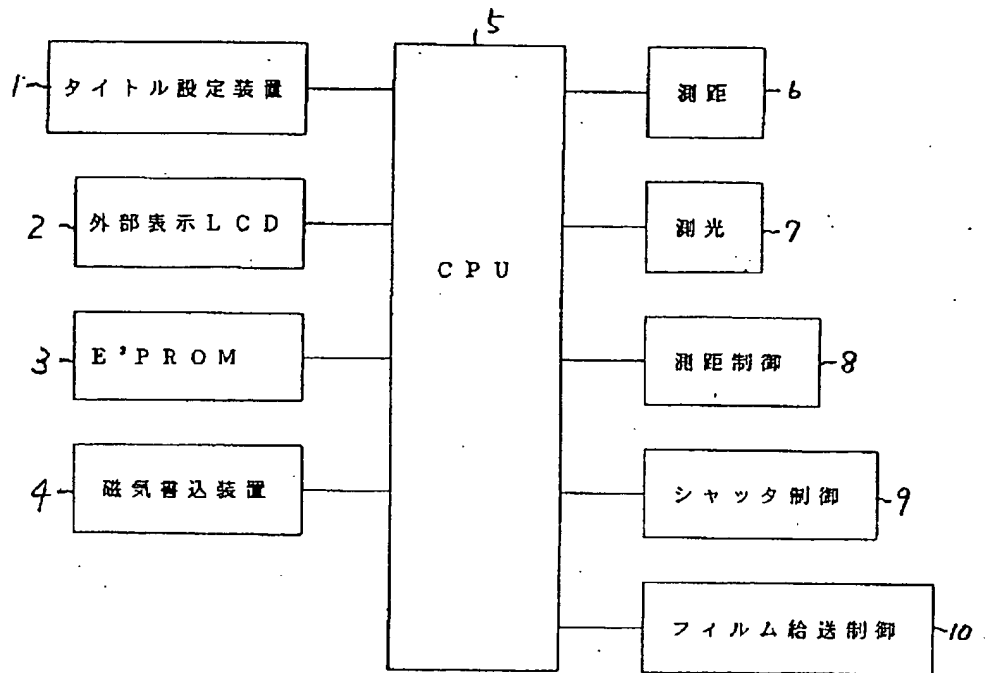 5
1 タイトル設定装置
2 外部表示LCD
3 E²PROM
4 磁気書込装置
CPU
測距 6
測光 7
測距制御 8
シャッタ制御 9
フィルム給送制御 10